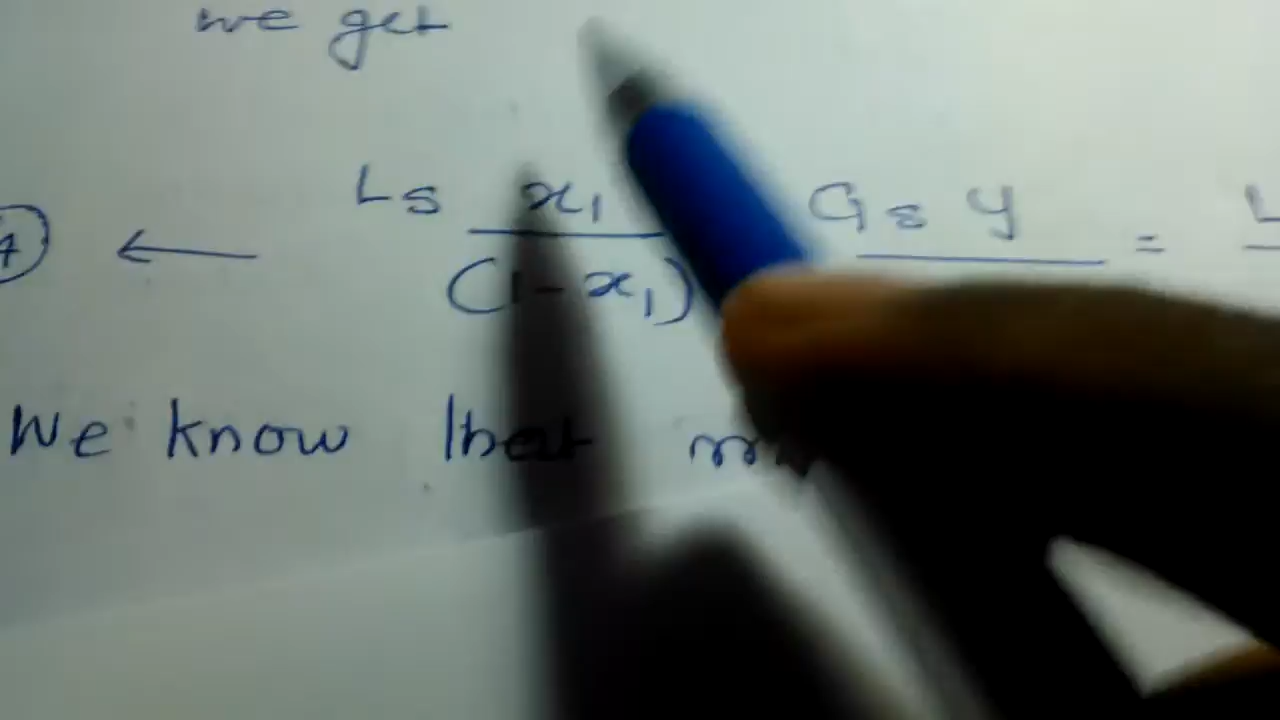 we get
Ls x₁ Gs y
4 ← ――― ――― = L
(1 - x₁)
We know that